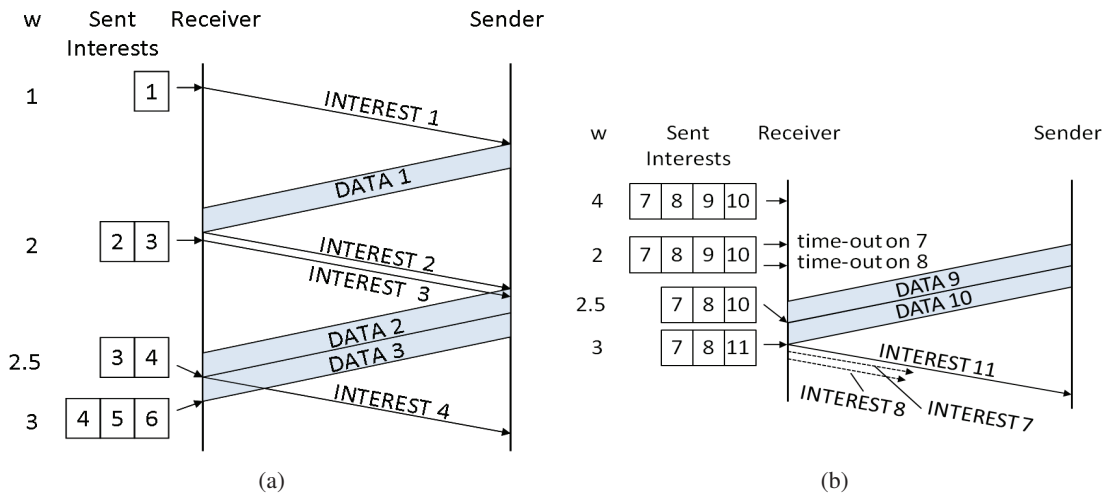 w Sent Interests Receiver Sender
1 1
INTEREST 1
DATA 1
2 2 3
INTEREST 2
INTEREST 3
DATA 2
DATA 3
2.5 3 4
INTEREST 4
3 4 5 6
(a)
w Sent Interests Receiver Sender
4 7 8 9 10
2 7 8 9 10
time-out on 7
time-out on 8
DATA 9
DATA 10
2.5 7 8 10
3 7 8 11
INTEREST 11
INTEREST 8
INTEREST 7
(b)